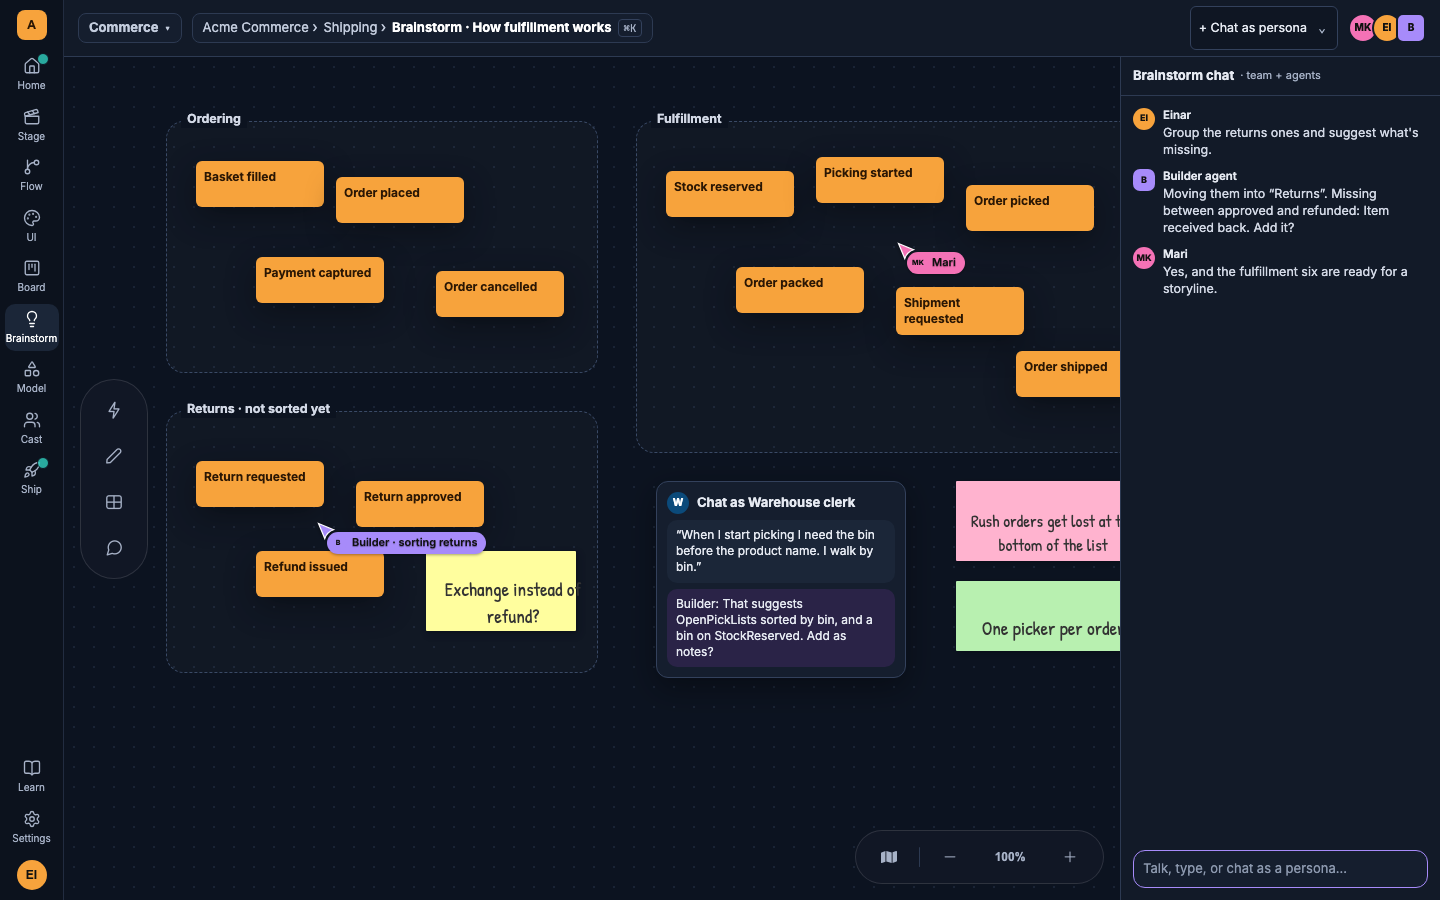 A
Commerce ▾
Acme Commerce › Shipping › Brainstorm · How fulfillment works ⌘K
+ Chat as persona
MK EI B
Home
Stage
Flow
UI
Board
Brainstorm
Model
Cast
Ship
Learn
Settings
EI
Ordering
Basket filled
Order placed
Payment captured
Order cancelled
Fulfillment
Stock reserved
Picking started
Order picked
MK Mari
Order packed
Shipment
requested
Order shipped
Returns · not sorted yet
Return requested
Return approved
B Builder · sorting returns
Refund issued
Exchange instead of
refund?
W Chat as Warehouse clerk
“When I start picking I need the bin
before the product name. I walk by
bin.”
Builder: That suggests
OpenPickLists sorted by bin, and a
bin on StockReserved. Add as
notes?
Rush orders get lost at
bottom of the list
One picker per order
100%
Brainstorm chat · team + agents
EI Einar
Group the returns ones and suggest what's
missing.
B Builder agent
Moving them into “Returns”. Missing
between approved and refunded: Item
received back. Add it?
MK Mari
Yes, and the fulfillment six are ready for a
storyline.
Talk, type, or chat as a persona...